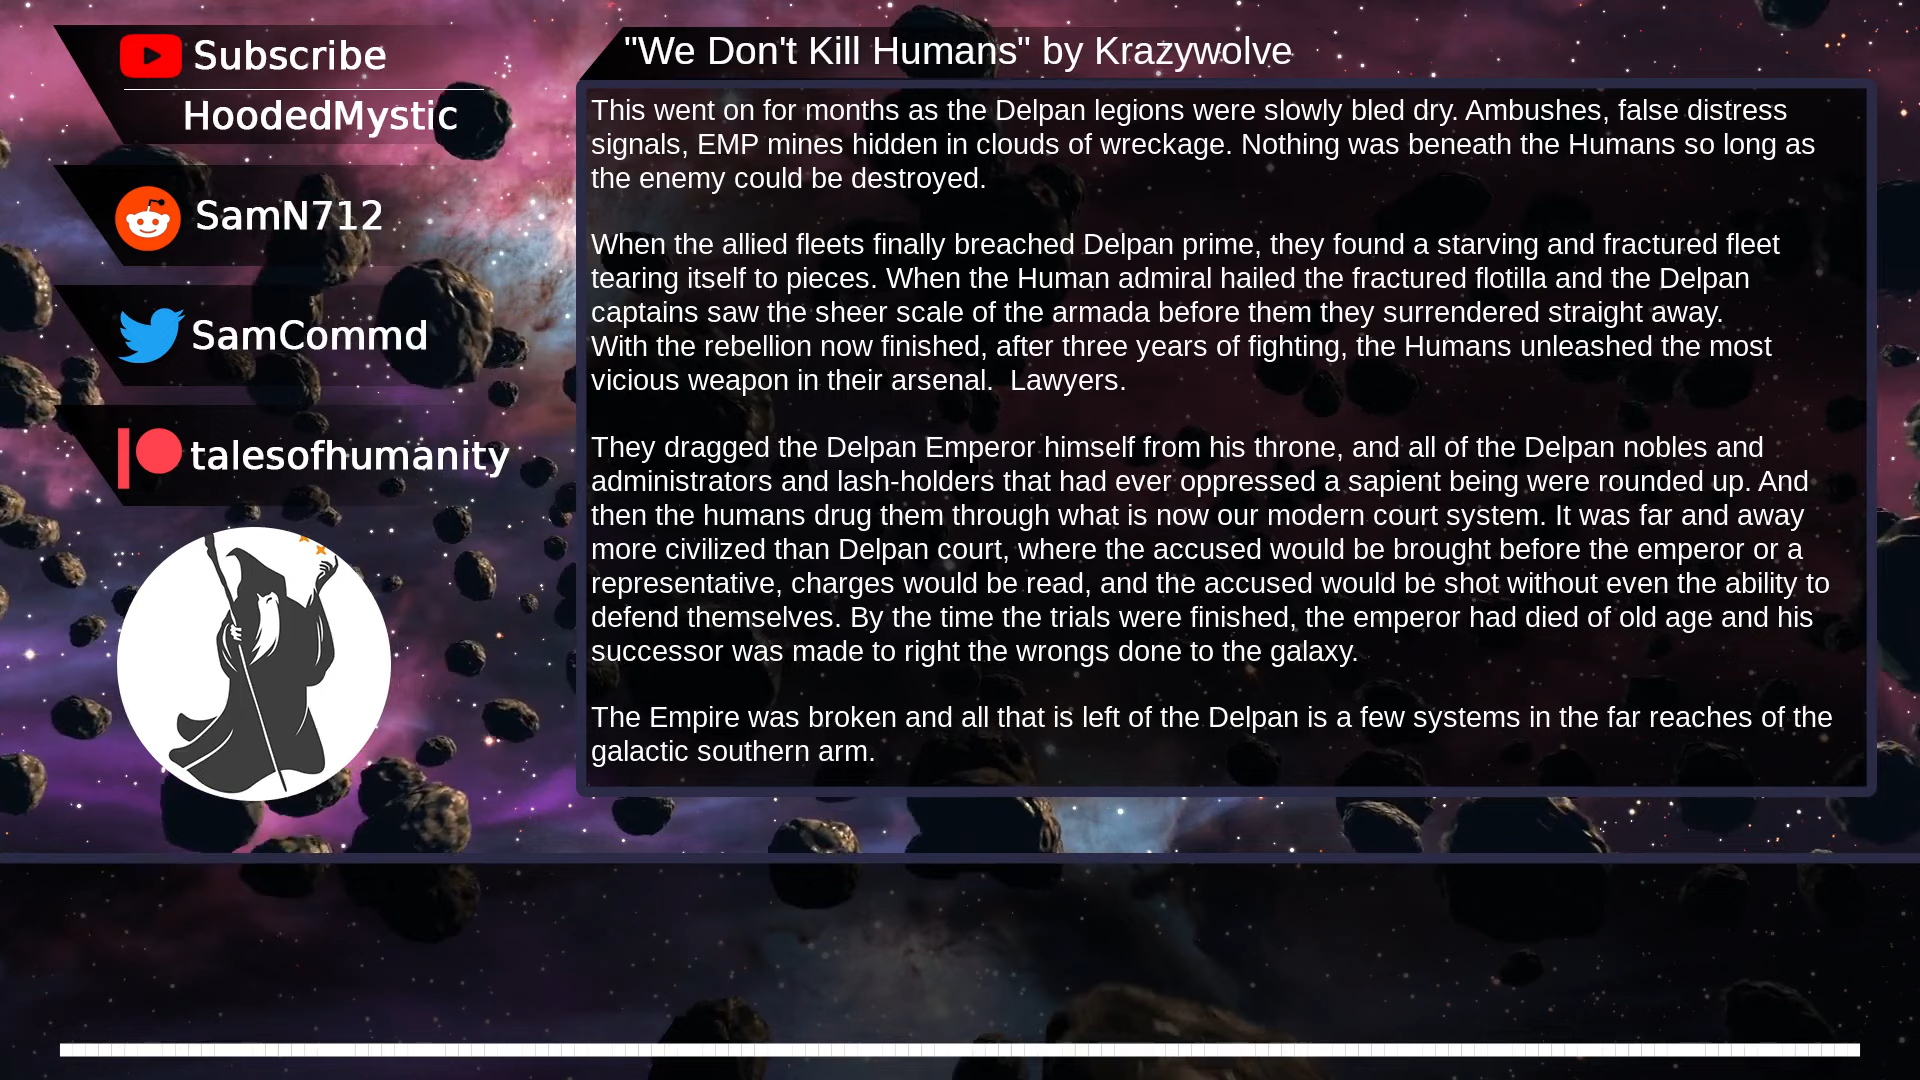 Subscribe
HoodedMystic
SamN712
SamCommd
talesofhumanity
"We Don't Kill Humans" by Krazywolve
This went on for months as the Delpan legions were slowly bled dry. Ambushes, false distress
signals, EMP mines hidden in clouds of wreckage. Nothing was beneath the Humans so long as
the enemy could be destroyed.
When the allied fleets finally breached Delpan prime, they found a starving and fractured fleet
tearing itself to pieces. When the Human admiral hailed the fractured flotilla and the Delpan
captains saw the sheer scale of the armada before them they surrendered straight away.
With the rebellion now finished, after three years of fighting, the Humans unleashed the most
vicious weapon in their arsenal.  Lawyers.
They dragged the Delpan Emperor himself from his throne, and all of the Delpan nobles and
administrators and lash-holders that had ever oppressed a sapient being were rounded up. And
then the humans drug them through what is now our modern court system. It was far and away
more civilized than Delpan court, where the accused would be brought before the emperor or a
representative, charges would be read, and the accused would be shot without even the ability to
defend themselves. By the time the trials were finished, the emperor had died of old age and his
successor was made to right the wrongs done to the galaxy.
The Empire was broken and all that is left of the Delpan is a few systems in the far reaches of the
galactic southern arm.